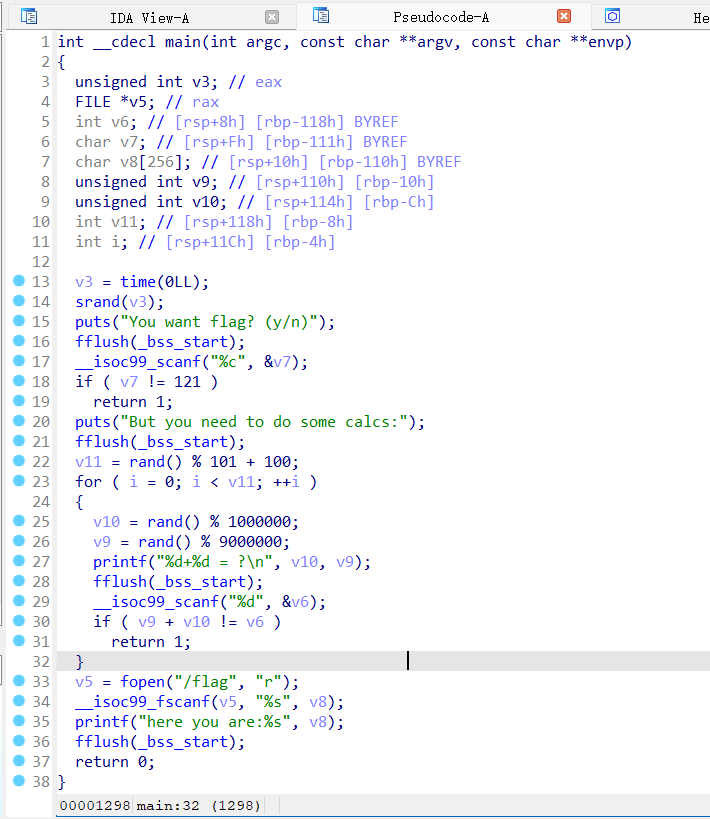 IDA View-A Pseudocode-A He
1 int __cdecl main(int argc, const char **argv, const char **envp)
2 {
3   unsigned int v3; // eax
4   FILE *v5; // rax
5   int v6; // [rsp+8h] [rbp-118h] BYREF
6   char v7; // [rsp+Fh] [rbp-111h] BYREF
7   char v8[256]; // [rsp+10h] [rbp-110h] BYREF
8   unsigned int v9; // [rsp+110h] [rbp-10h]
9   unsigned int v10; // [rsp+114h] [rbp-Ch]
10   int v11; // [rsp+118h] [rbp-8h]
11   int i; // [rsp+11Ch] [rbp-4h]
12
13   v3 = time(0LL);
14   srand(v3);
15   puts("You want flag? (y/n)");
16   fflush(_bss_start);
17   __isoc99_scanf("%c", &v7);
18   if ( v7 != 121 )
19     return 1;
20   puts("But you need to do some calcs:");
21   fflush(_bss_start);
22   v11 = rand() % 101 + 100;
23   for ( i = 0; i < v11; ++i )
24   {
25     v10 = rand() % 1000000;
26     v9 = rand() % 9000000;
27     printf("%d+%d = ?\n", v10, v9);
28     fflush(_bss_start);
29     __isoc99_scanf("%d", &v6);
30     if ( v9 + v10 != v6 )
31       return 1;
32   }
33   v5 = fopen("/flag", "r");
34   __isoc99_fscanf(v5, "%s", v8);
35   printf("here you are:%s", v8);
36   fflush(_bss_start);
37   return 0;
38 }
00001298 main:32 (1298)